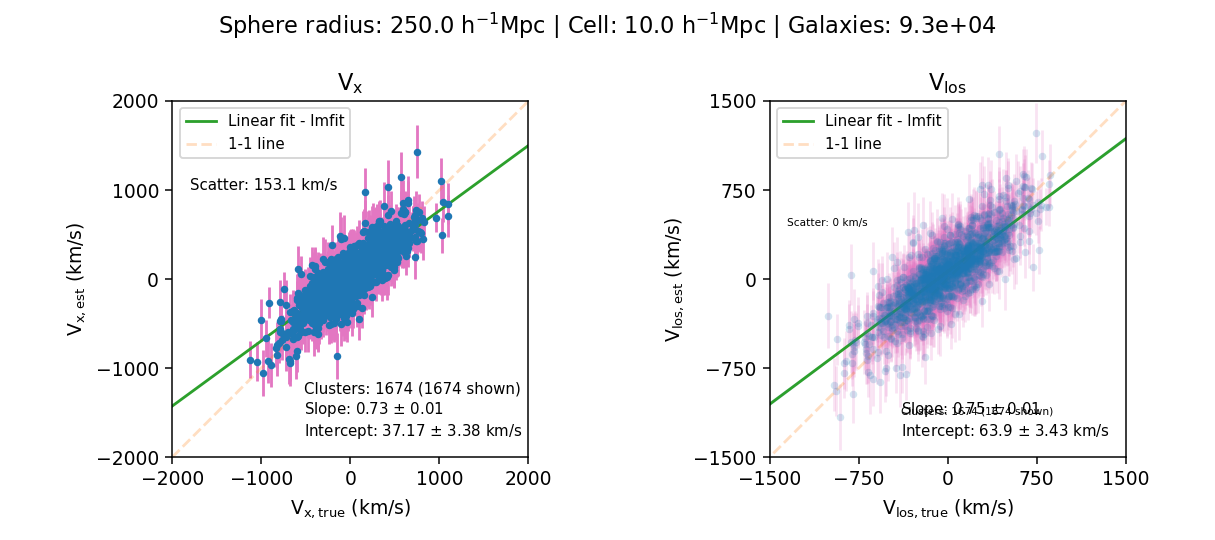 Sphere radius: 250.0 h⁻¹Mpc | Cell: 10.0 h⁻¹Mpc | Galaxies: 9.3e+04
Vx
2000
1000
0
−1000
−2000
Vx, est (km/s)
Linear fit - lmfit
1-1 line
Scatter: 153.1 km/s
Clusters: 1674 (1674 shown)
Slope: 0.73 ± 0.01
Intercept: 37.17 ± 3.38 km/s
−2000 −1000 0 1000 2000
Vx, true (km/s)
Vlos
1500
750
0
−750
−1500
Vlos, est (km/s)
Linear fit - lmfit
1-1 line
Scatter: 0 km/s
Slope: 0.75 ± 0.01
Clusters: 1674 (1674 shown)
Intercept: 63.9 ± 3.43 km/s
−1500 −750 0 750 1500
Vlos, true (km/s)